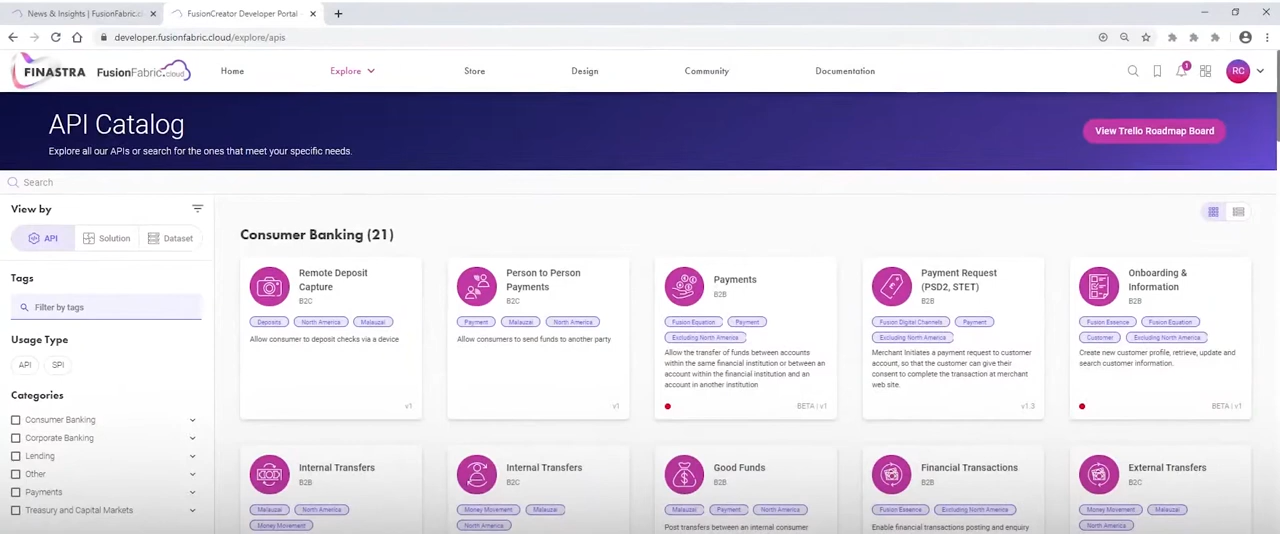 News & Insights | FusionFabric.cl
FusionCreator Developer Portal
developer.fusionfabric.cloud/explore/apis
FINASTRA FusionFabric.cloud
Home
Explore
Store
Design
Community
Documentation
1
RC
API Catalog
Explore all our APIs or search for the ones that meet your specific needs.
View Trello Roadmap Board
Search
View by
API
Solution
Dataset
Tags
Filter by tags
Usage Type
API
SPI
Categories
Consumer Banking
Corporate Banking
Lending
Other
Payments
Treasury and Capital Markets
Consumer Banking (21)
Remote Deposit
Capture
B2C
Deposits
North America
Malauzai
Allow consumer to deposit checks via a device
v1
Person to Person
Payments
B2C
Payment
Malauzai
North America
Allow consumers to send funds to another party
v1
Payments
B2B
Fusion Equation
Payment
Excluding North America
Allow the transfer of funds between accounts
within the same financial institution or between an
account within the financial institution and an
account in another institution
BETA | v1
Payment Request
(PSD2, STET)
B2B
Fusion Digital Channels
Payment
Excluding North America
Merchant Initiates a payment request to customer
account, so that the customer can give their
consent to complete the transaction at merchant
web site.
v1.3
Onboarding &
Information
B2B
Fusion Essence
Fusion Equation
Customer
Excluding North America
Create new customer profile, retrieve, update and
search customer information.
BETA | v1
Internal Transfers
B2B
Malauzai
North America
Money Movement
Internal Transfers
B2C
Money Movement
Malauzai
North America
Good Funds
B2B
Malauzai
Payment
North America
Post transfers between an internal consumer
Financial Transactions
B2B
Fusion Essence
Excluding North America
Enable financial transactions posting and enquiry
External Transfers
B2C
Money Movement
Malauzai
North America